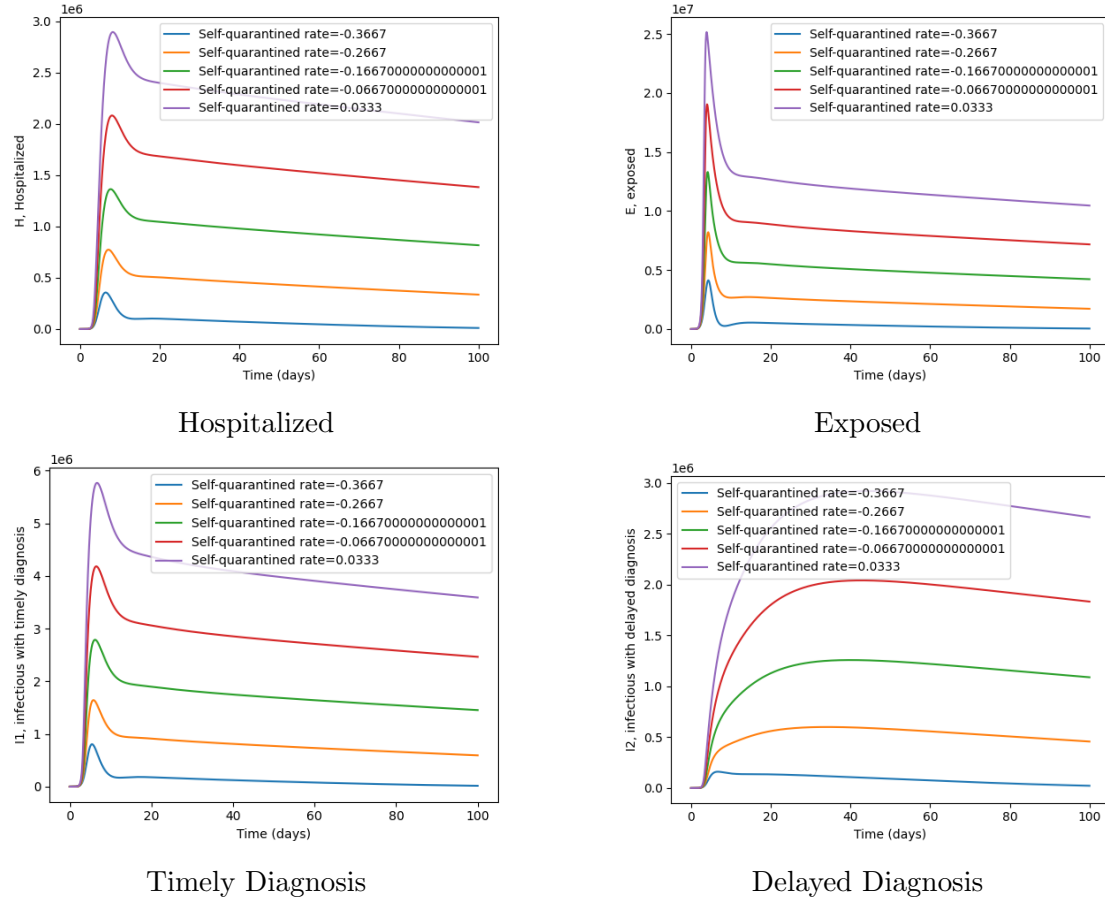 1e6
3.0
2.5
2.0
1.5
1.0
0.5
0.0
H, Hospitalized
Self-quarantined rate=-0.3667
Self-quarantined rate=-0.2667
Self-quarantined rate=-0.16670000000000001
Self-quarantined rate=-0.06670000000000001
Self-quarantined rate=0.0333
0 20 40 60 80 100
Time (days)
Hospitalized
1e7
2.5
2.0
1.5
1.0
0.5
0.0
E, exposed
Self-quarantined rate=-0.3667
Self-quarantined rate=-0.2667
Self-quarantined rate=-0.16670000000000001
Self-quarantined rate=-0.06670000000000001
Self-quarantined rate=0.0333
0 20 40 60 80 100
Time (days)
Exposed
1e6
6
5
4
3
2
1
0
I1, infectious with timely diagnosis
Self-quarantined rate=-0.3667
Self-quarantined rate=-0.2667
Self-quarantined rate=-0.16670000000000001
Self-quarantined rate=-0.06670000000000001
Self-quarantined rate=0.0333
0 20 40 60 80 100
Time (days)
Timely Diagnosis
1e6
3.0
2.5
2.0
1.5
1.0
0.5
0.0
I2, infectious with delayed diagnosis
Self-quarantined rate=-0.3667
Self-quarantined rate=-0.2667
Self-quarantined rate=-0.16670000000000001
Self-quarantined rate=-0.06670000000000001
Self-quarantined rate=0.0333
0 20 40 60 80 100
Time (days)
Delayed Diagnosis